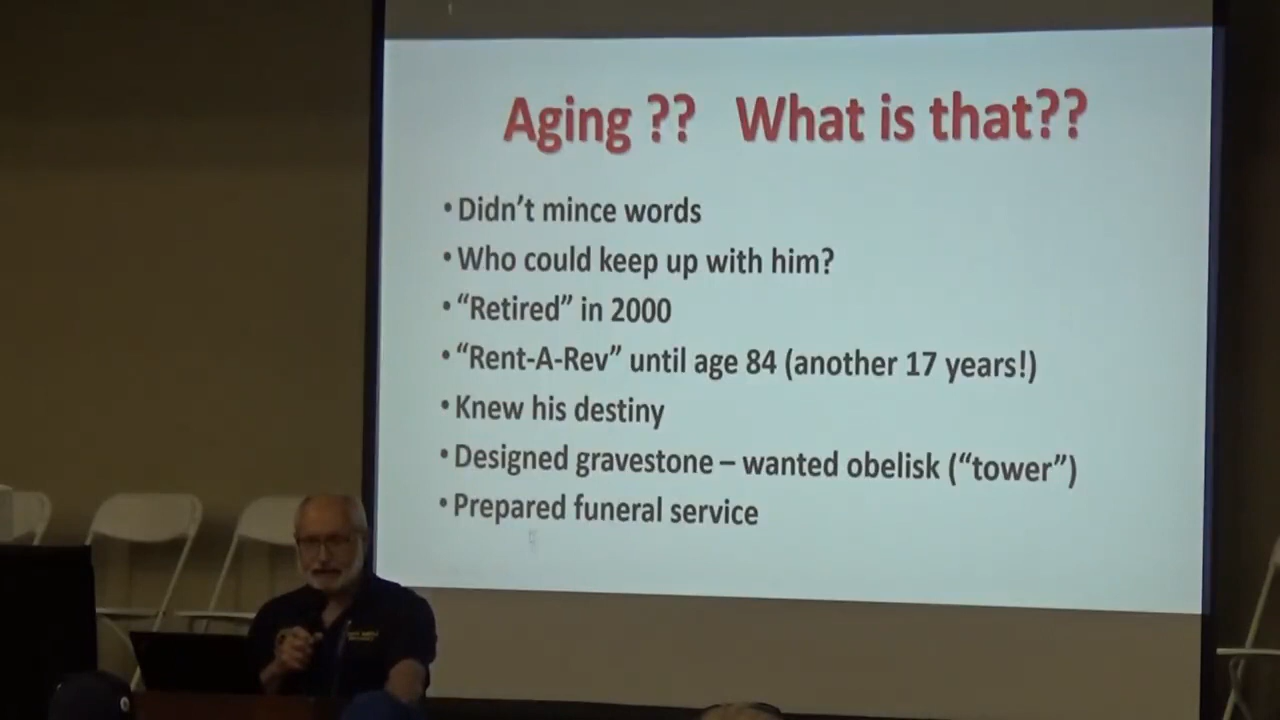 Aging ?? What is that??
• Didn’t mince words
• Who could keep up with him?
• “Retired” in 2000
• “Rent-A-Rev” until age 84 (another 17 years!)
• Knew his destiny
• Designed gravestone – wanted obelisk (“tower”)
• Prepared funeral service